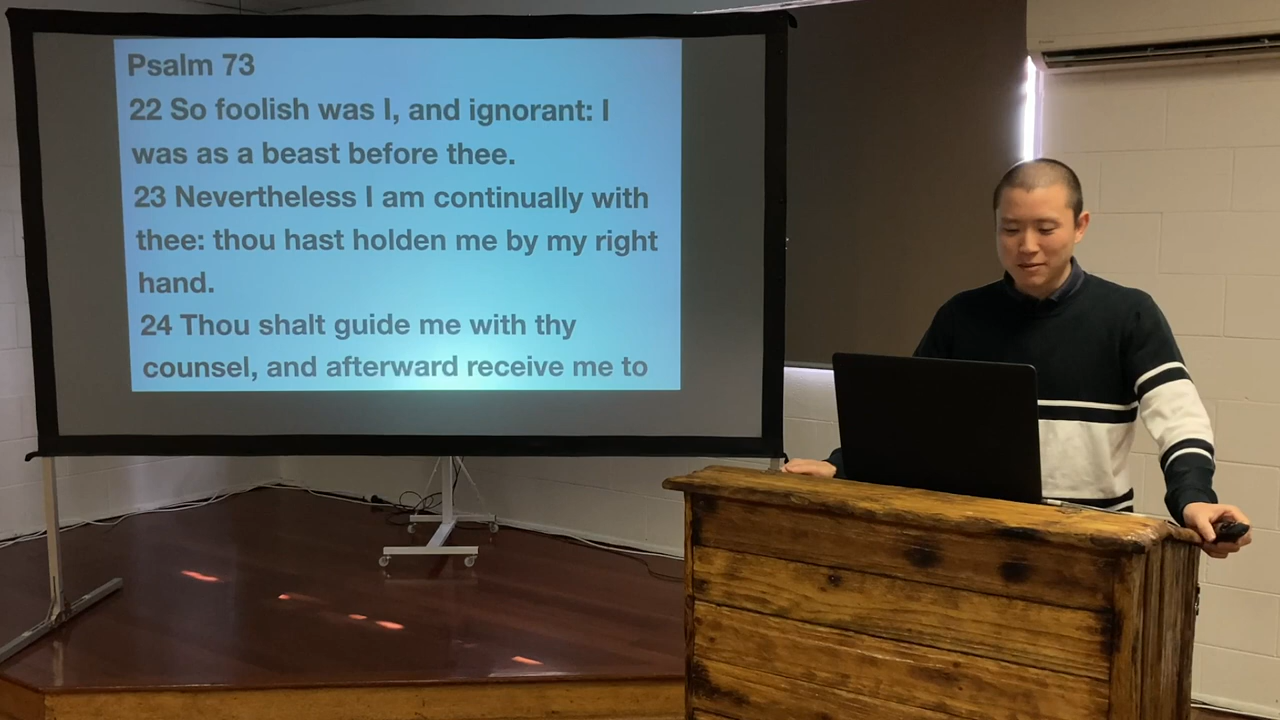 Psalm 73
22 So foolish was I, and ignorant: I
was as a beast before thee.
23 Nevertheless I am continually with
thee: thou hast holden me by my right
hand.
24 Thou shalt guide me with thy
counsel, and afterward receive me to